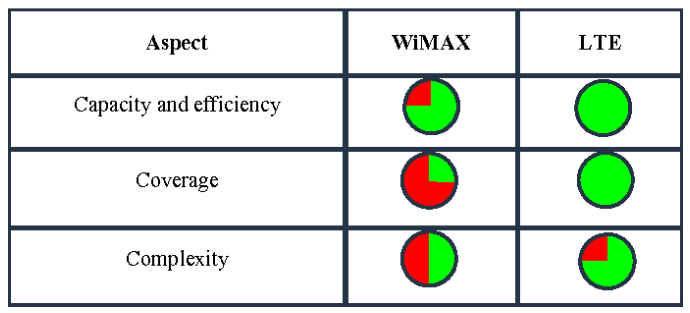 Aspect WiMAX LTE
Capacity and efficiency
Coverage
Complexity